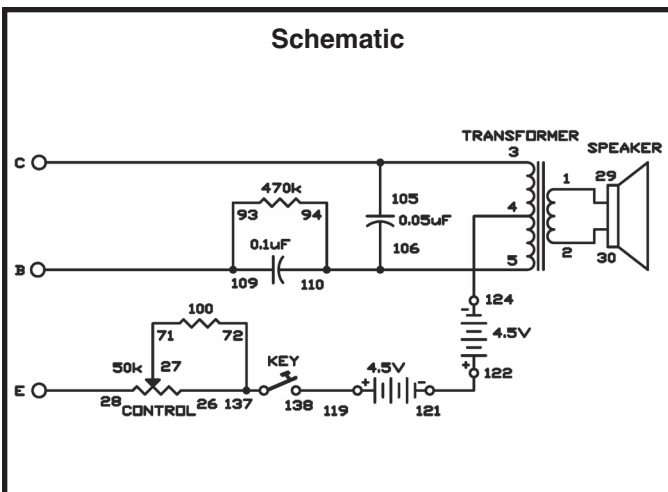 Schematic
TRANSFORMER
3
SPEAKER
C
470k
93 94
105
0.05uF
106
4
1
29
0.1uF
B
109 110
5
2
30
124
4.5V
122
100
71 72
50k 27
KEY
4.5V
E
28 CONTROL 26 137 138 119 121
- 
+
+ -